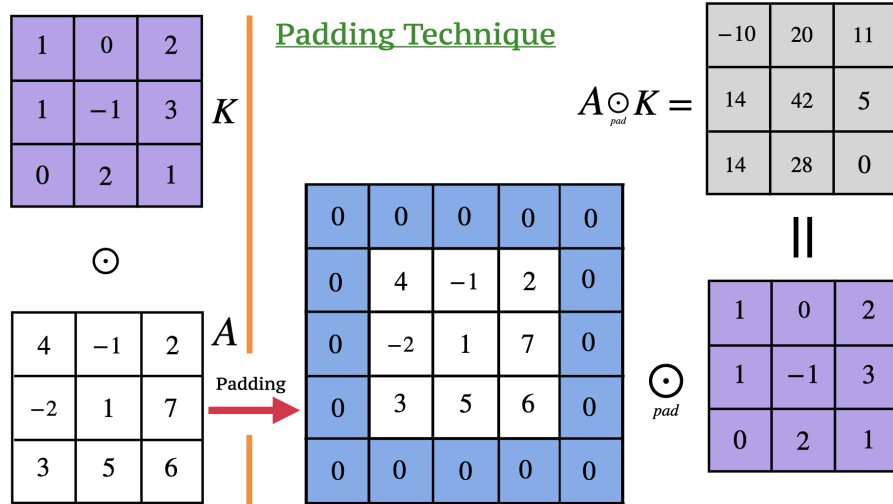 Padding Technique
1 0 2
1 −1 3
0 2 1
K
⊙
4 −1 2
−2 1 7
3 5 6
A
Padding
0 0 0 0 0
0 4 −1 2 0
0 −2 1 7 0
0 3 5 6 0
0 0 0 0 0
⊙
pad
1 0 2
1 −1 3
0 2 1
=
A⊙K =
pad
−10 20 11
14 42 5
14 28 0